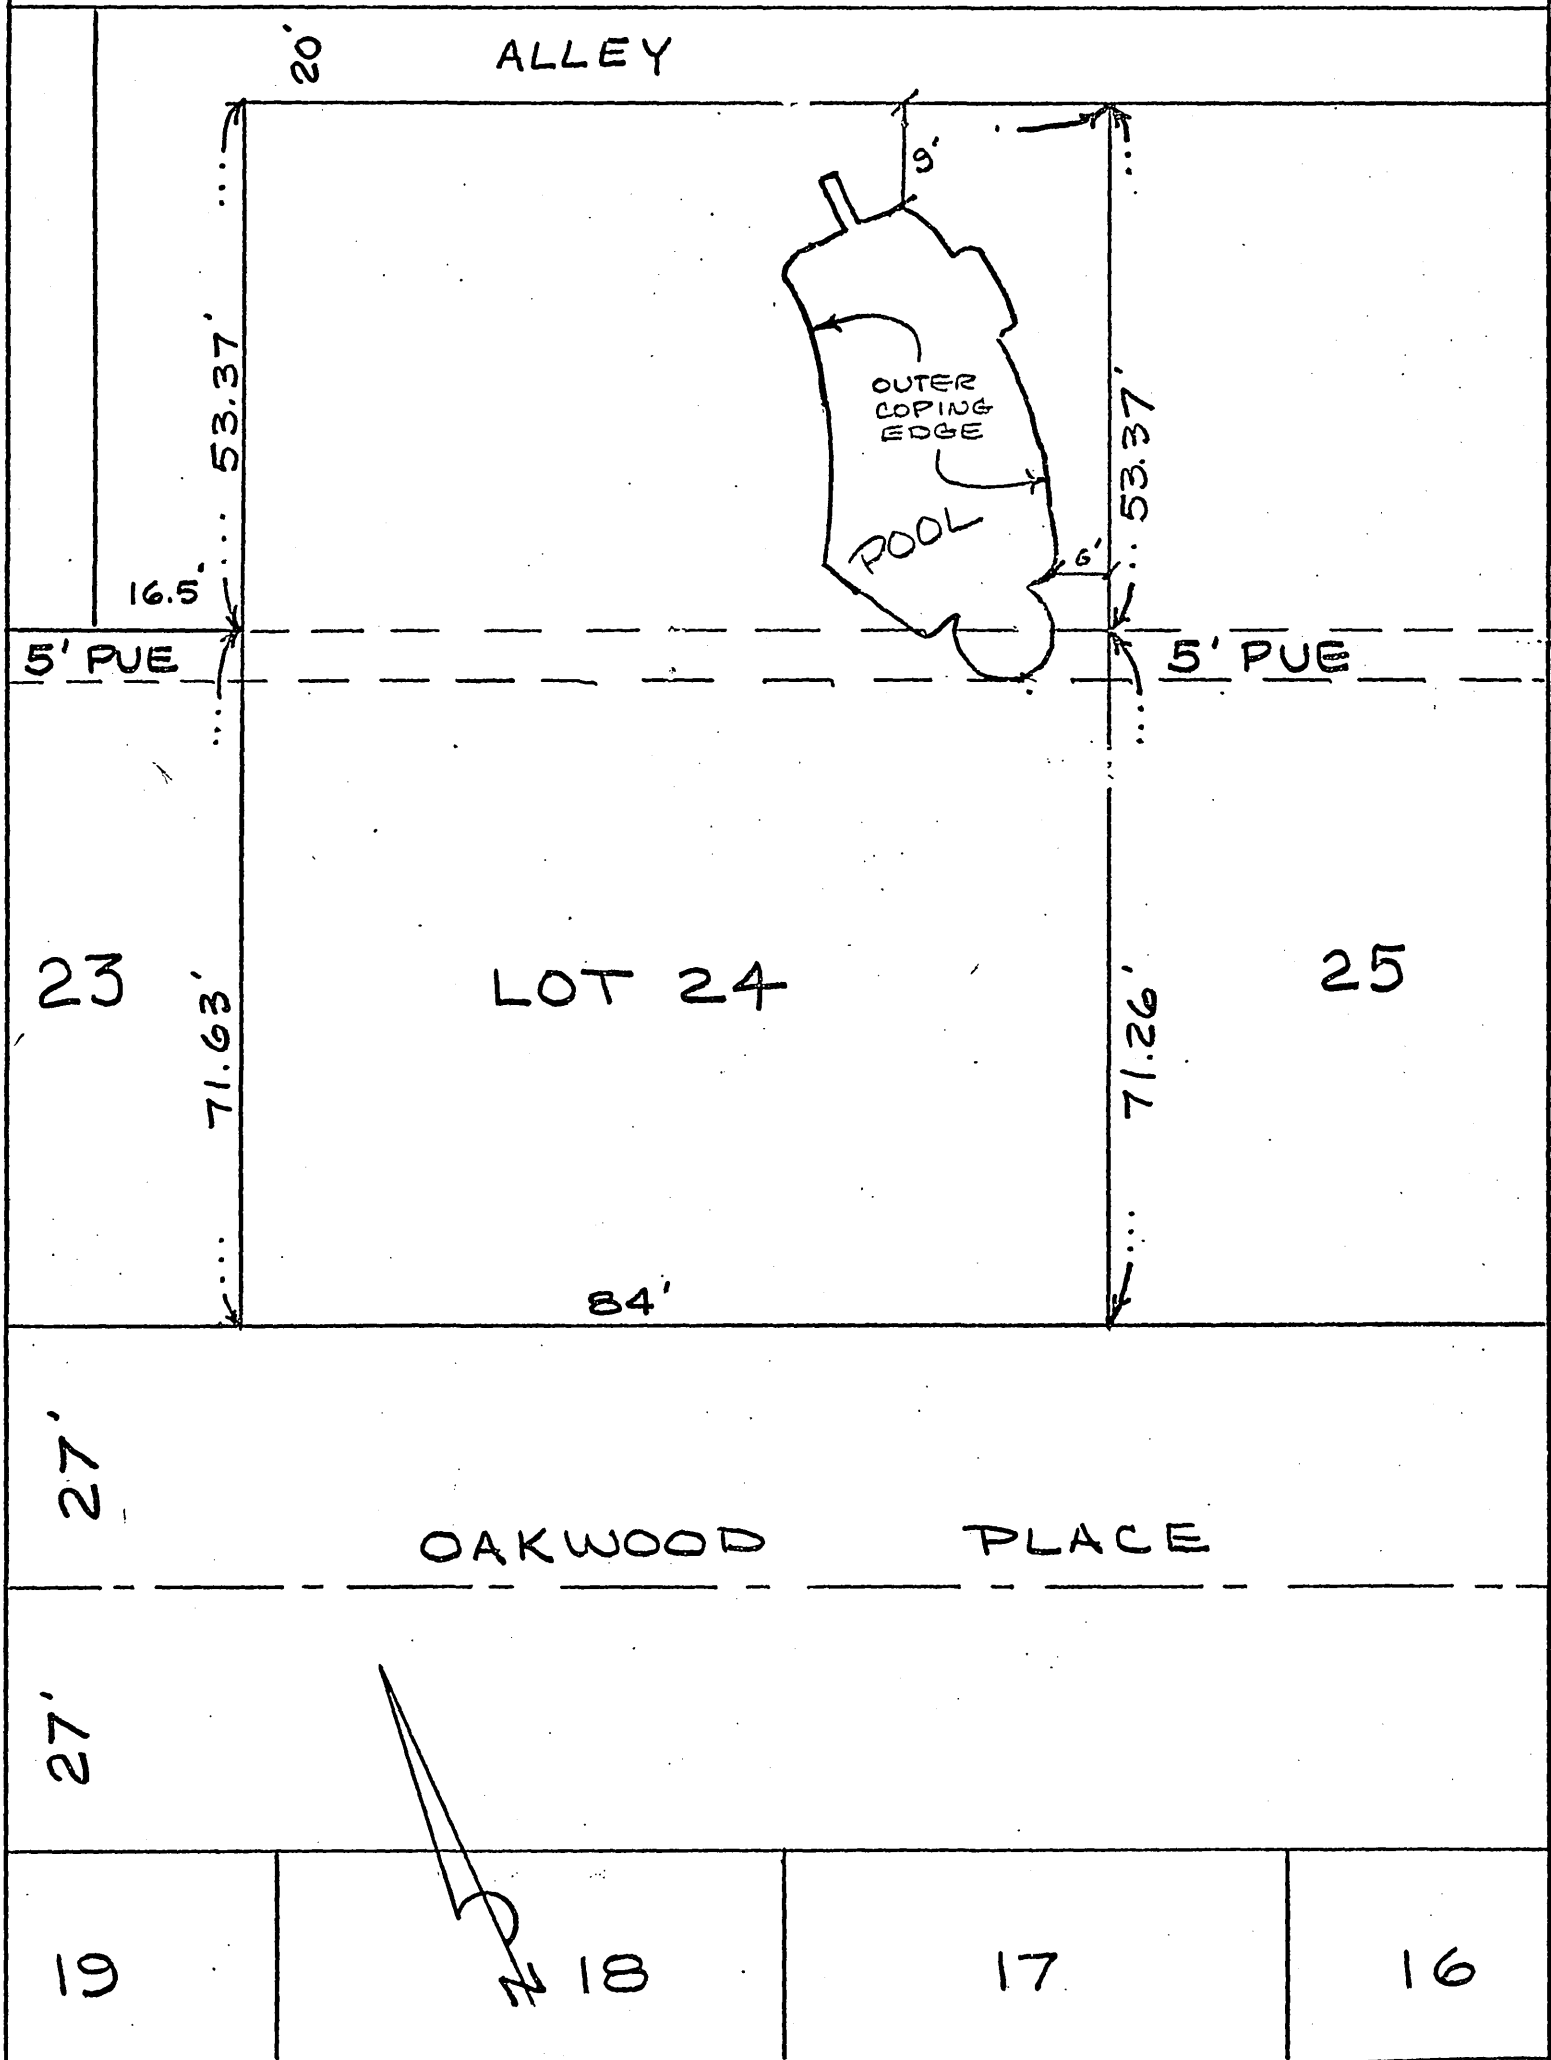 20'
ALLEY
9'
53.37'
OUTER
COPING
EDGE
53.37'
POOL
6'
16.5'
5' PUE
5' PUE
23
LOT 24
25
71.63'
71.26'
84'
27'
OAKWOOD PLACE
27'
N
19
18
17
16